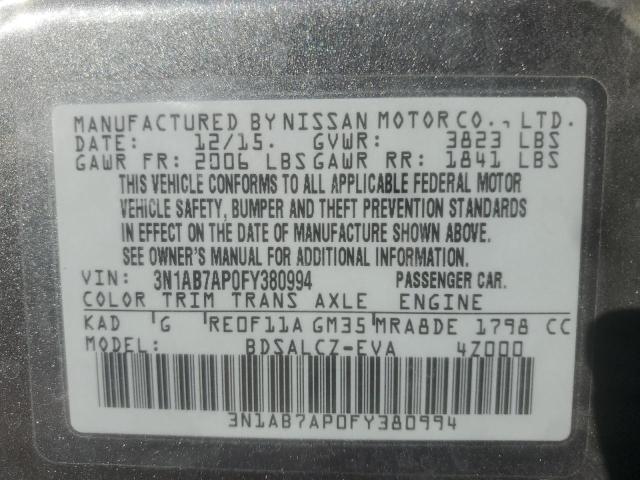 MANUFACTURED BY NISSAN MOTOR CO., LTD.
DATE: 12/15. GVWR: 3823 LBS
GAWR FR: 2006 LBS GAWR RR: 1841 LBS
THIS VEHICLE CONFORMS TO ALL APPLICABLE FEDERAL MOTOR
VEHICLE SAFETY, BUMPER AND THEFT PREVENTION STANDARDS
IN EFFECT ON THE DATE OF MANUFACTURE SHOWN ABOVE.
SEE OWNER'S MANUAL FOR ADDITIONAL INFORMATION.
VIN: 3N1AB7AP0FY380994 PASSENGER CAR.
COLOR TRIM TRANS AXLE ENGINE
KAD G RE0F11A GM35 MRA8DE 1798 CC
MODEL: BDSALCZ-EVA 4Z000
3N1AB7AP0FY380994